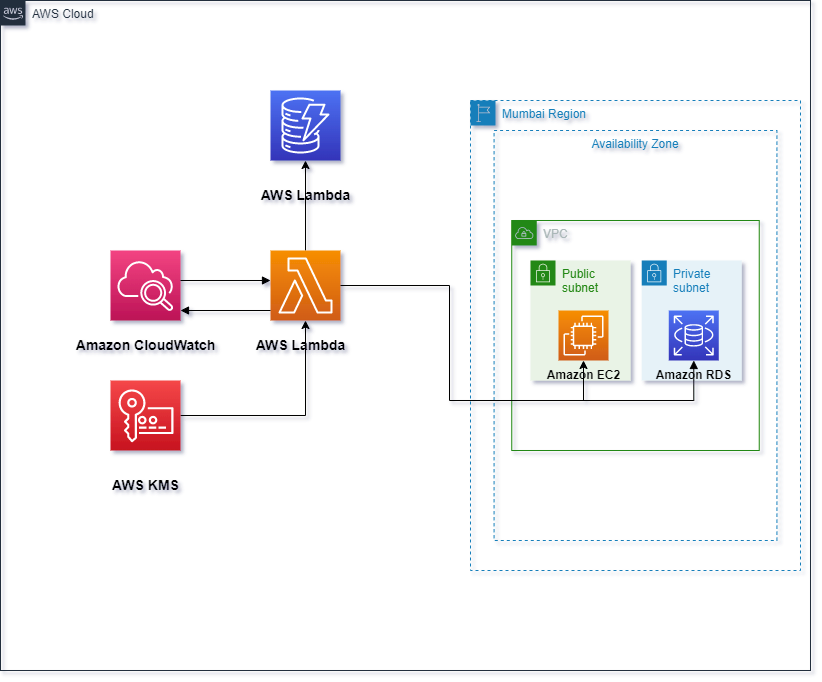 aws
AWS Cloud
Mumbai Region
Availability Zone
AWS Lambda
VPC
Public
subnet
Private
subnet
Amazon CloudWatch
AWS Lambda
Amazon EC2
Amazon RDS
AWS KMS